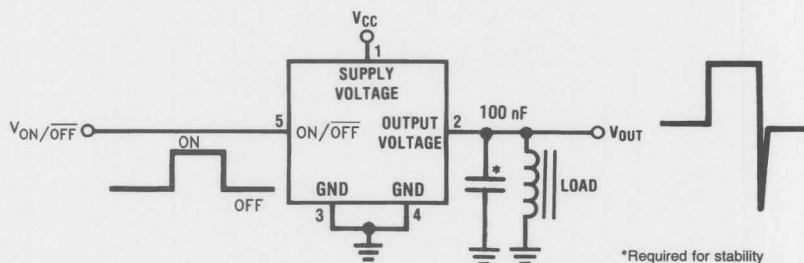 VCC
1
SUPPLY
VOLTAGE
VON/OFF
5
ON/OFF
OUTPUT
VOLTAGE
2
100 nF
VOUT
ON
OFF
*
LOAD
GND
GND
3
4
*Required for stability